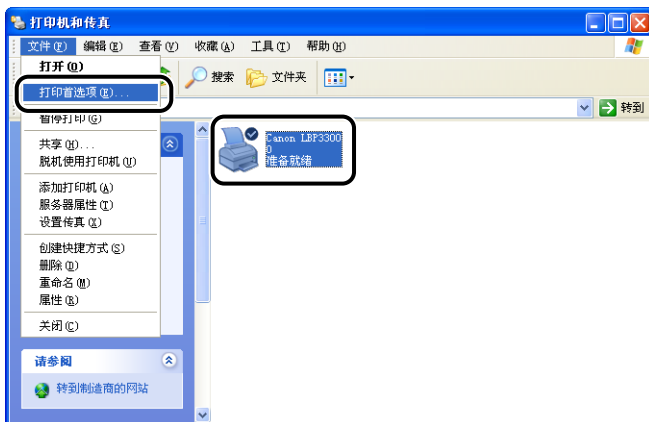 打印机和传真
文件(F) 编辑(E) 查看(V) 收藏(A) 工具(T) 帮助(H)
打开(O)
搜索 文件夹
打印首选项(E)...
转到
暂停打印(G)
Canon LBP3300
0
准备就绪
共享(H)...
脱机使用打印机(U)
添加打印机(A)
服务器属性(T)
设置传真(X)
创建快捷方式(S)
删除(D)
重命名(M)
属性(R)
关闭(C)
请参阅
转到制造商的网站